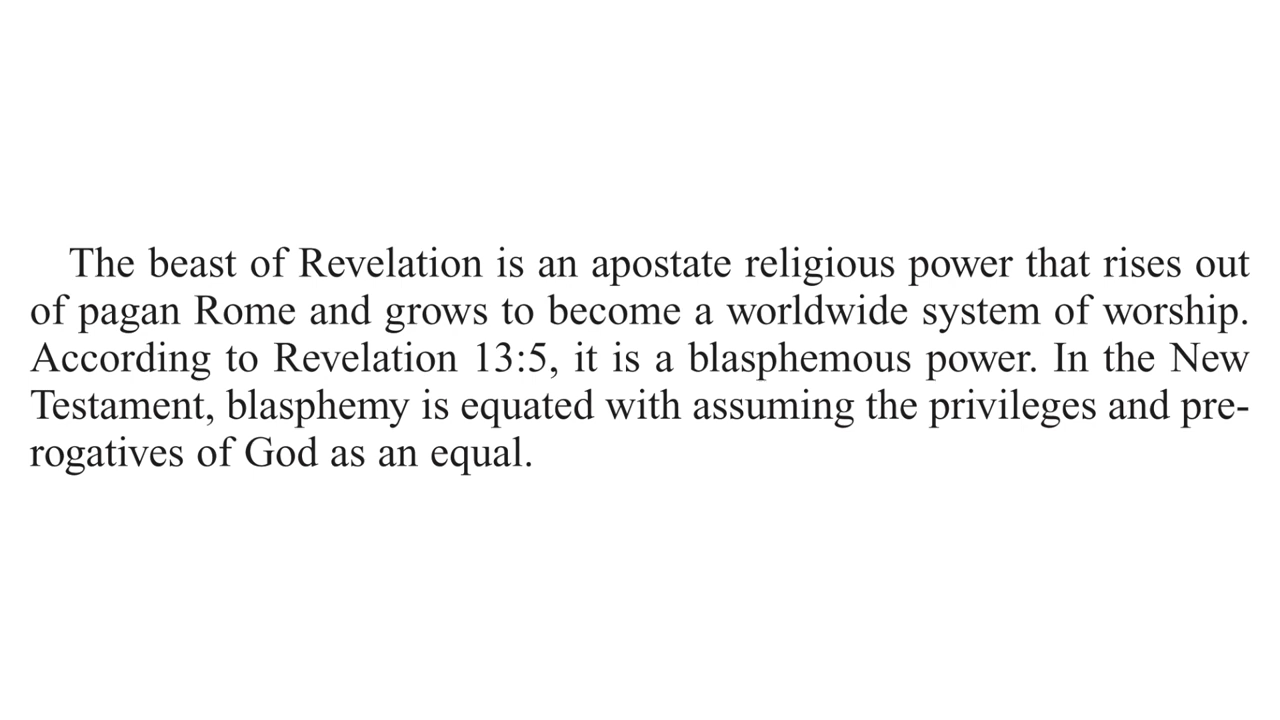 The beast of Revelation is an apostate religious power that rises out
of pagan Rome and grows to become a worldwide system of worship.
According to Revelation 13:5, it is a blasphemous power. In the New
Testament, blasphemy is equated with assuming the privileges and pre-
rogatives of God as an equal.